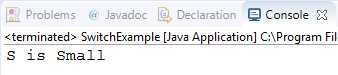 Problems @ Javadoc Declaration Console
<terminated> SwitchExample [Java Application] C:\Program Fil
S is Small